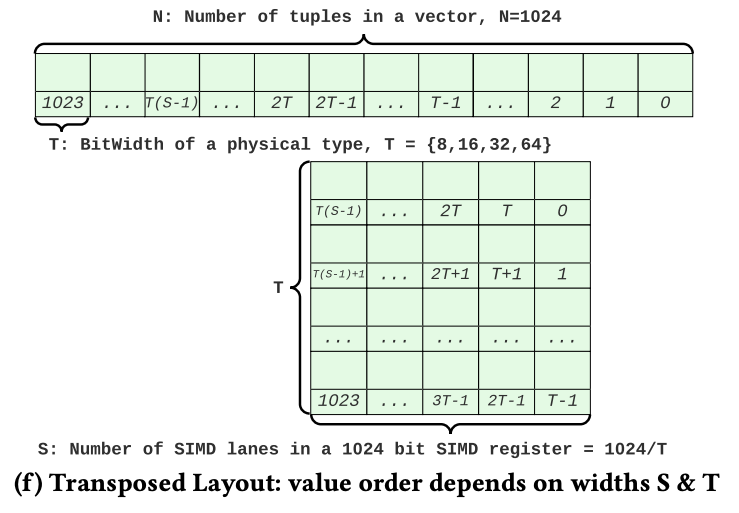 N: Number of tuples in a vector, N=1024
1023 ... T(S-1) ... 2T 2T-1 ... T-1 ... 2 1 0
T: BitWidth of a physical type, T = {8,16,32,64}
T(S-1) ... 2T T 0
T(S-1)+1 ... 2T+1 T+1 1
T
... ... ... ... ...
1023 ... 3T-1 2T-1 T-1
S: Number of SIMD lanes in a 1024 bit SIMD register = 1024/T
(f) Transposed Layout: value order depends on widths S & T